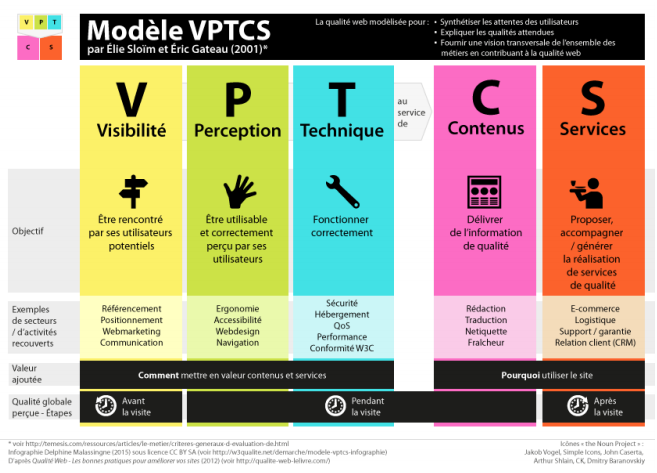 V P T
C S
Modèle VPTCS
par Élie Sloïm et Éric Gateau (2001)*
La qualité web modélisée pour : • Synthétiser les attentes des utilisateurs
• Expliquer les qualités attendues
• Fournir une vision transversale de l'ensemble des
métiers en contribuant à la qualité web
V
Visibilité
P
Perception
T
Technique
au
service
de
C
Contenus
S
Services
Objectif
Être rencontré
par ses utilisateurs
potentiels
Être utilisable
et correctement
perçu par ses
utilisateurs
Fonctionner
correctement
Délivrer
de l'information
de qualité
Proposer,
accompagner
/ générer
la réalisation
de services
de qualité
Exemples
de secteurs
/ d'activités
recouverts
Référencement
Positionnement
Webmarketing
Communication
Ergonomie
Accessibilité
Webdesign
Navigation
Sécurité
Hébergement
QoS
Performance
Conformité W3C
Rédaction
Traduction
Netiquette
Fraîcheur
E-commerce
Logistique
Support / garantie
Relation client (CRM)
Valeur
ajoutée
Comment mettre en valeur contenus et services
Pourquoi utiliser le site
Qualité globale
perçue - Étapes
Avant
la visite
Pendant
la visite
Après
la visite
* voir http://temesis.com/ressources/articles/le-metier/criteres-generaux-d-evaluation-de.html
Infographie Delphine Malassingne (2015) sous licence CC BY SA (voir http://w3qualite.net/demarche/modele-vptcs-infographie)
D'après Qualité Web - Les bonnes pratiques pour améliorer vos sites (2012) (voir http://qualite-web-lelivre.com/)
Icônes « the Noun Project » :
Jakob Vogel, Simple Icons, John Caserta,
Arthur Shlain, CK, Dmitry Baranovskiy